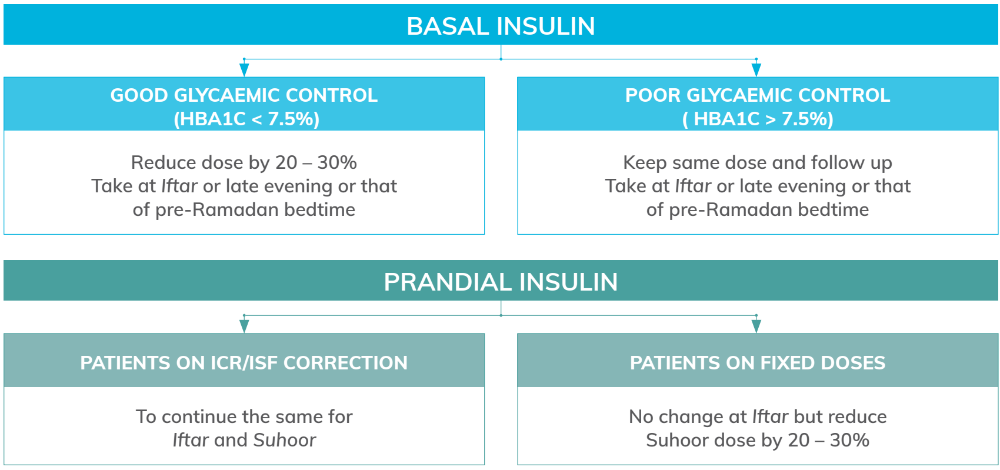 BASAL INSULIN
GOOD GLYCAEMIC CONTROL
(HBA1C < 7.5%)
Reduce dose by 20 – 30%
Take at Iftar or late evening or that
of pre-Ramadan bedtime
POOR GLYCAEMIC CONTROL
( HBA1C > 7.5%)
Keep same dose and follow up
Take at Iftar or late evening or that
of pre-Ramadan bedtime
PRANDIAL INSULIN
PATIENTS ON ICR/ISF CORRECTION
To continue the same for
Iftar and Suhoor
PATIENTS ON FIXED DOSES
No change at Iftar but reduce
Suhoor dose by 20 – 30%